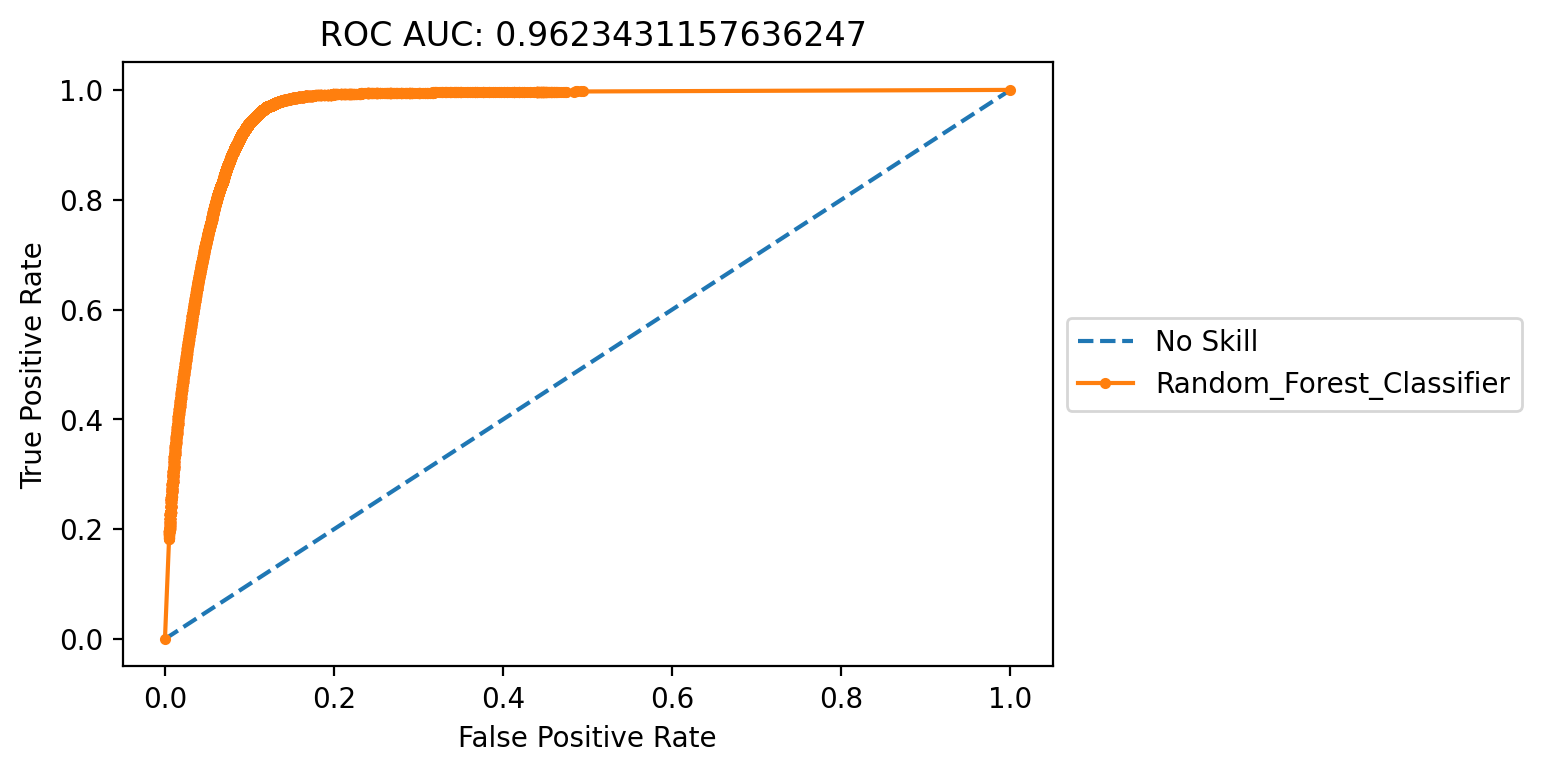 ROC AUC: 0.9623431157636247
True Positive Rate
1.0
0.8
0.6
0.4
0.2
0.0
0.0 0.2 0.4 0.6 0.8 1.0
False Positive Rate
No Skill
Random_Forest_Classifier